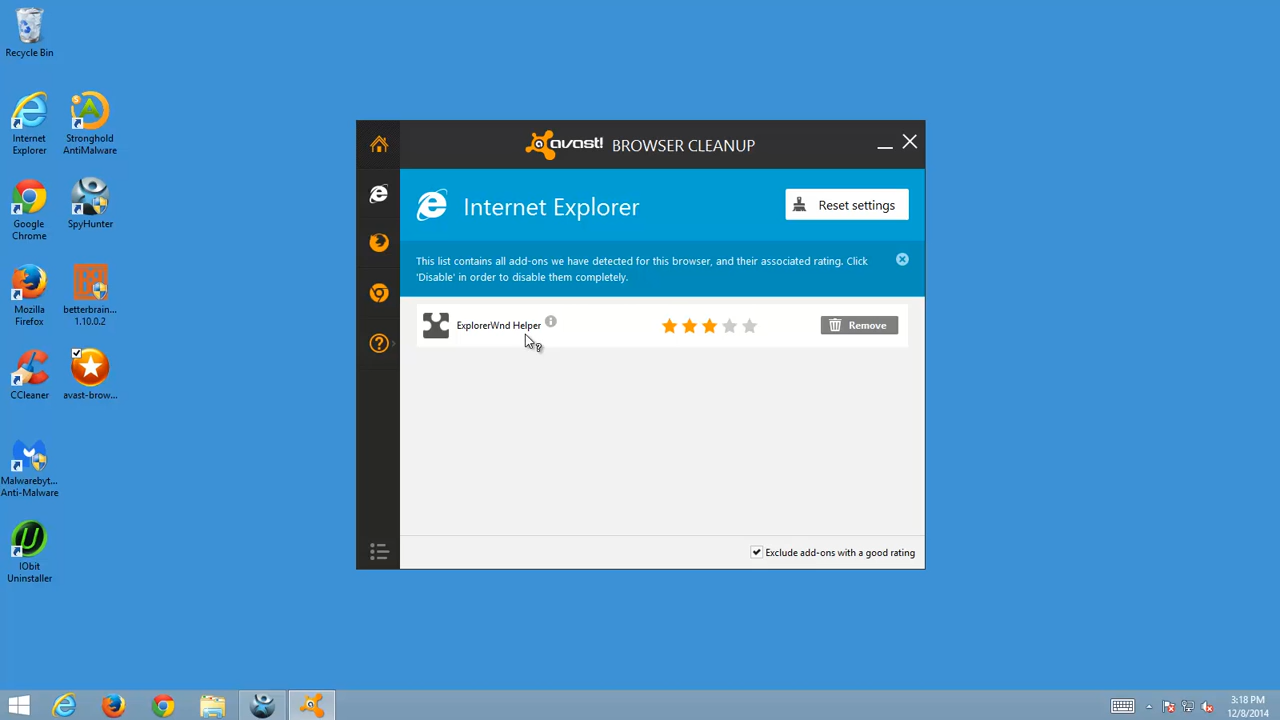 Recycle Bin
Internet
Explorer
Stronghold
AntiMalware
Google
Chrome
SpyHunter
Mozilla
Firefox
betterbrain...
1.10.0.2
CCleaner
avast-brow...
Malwarebyt...
Anti-Malware
IObit
Uninstaller
avast! BROWSER CLEANUP
Internet Explorer
Reset settings
This list contains all add-ons we have detected for this browser, and their associated rating. Click
'Disable' in order to disable them completely.
ExplorerWnd Helper
Remove
Exclude add-ons with a good rating
3:18 PM
12/8/2014